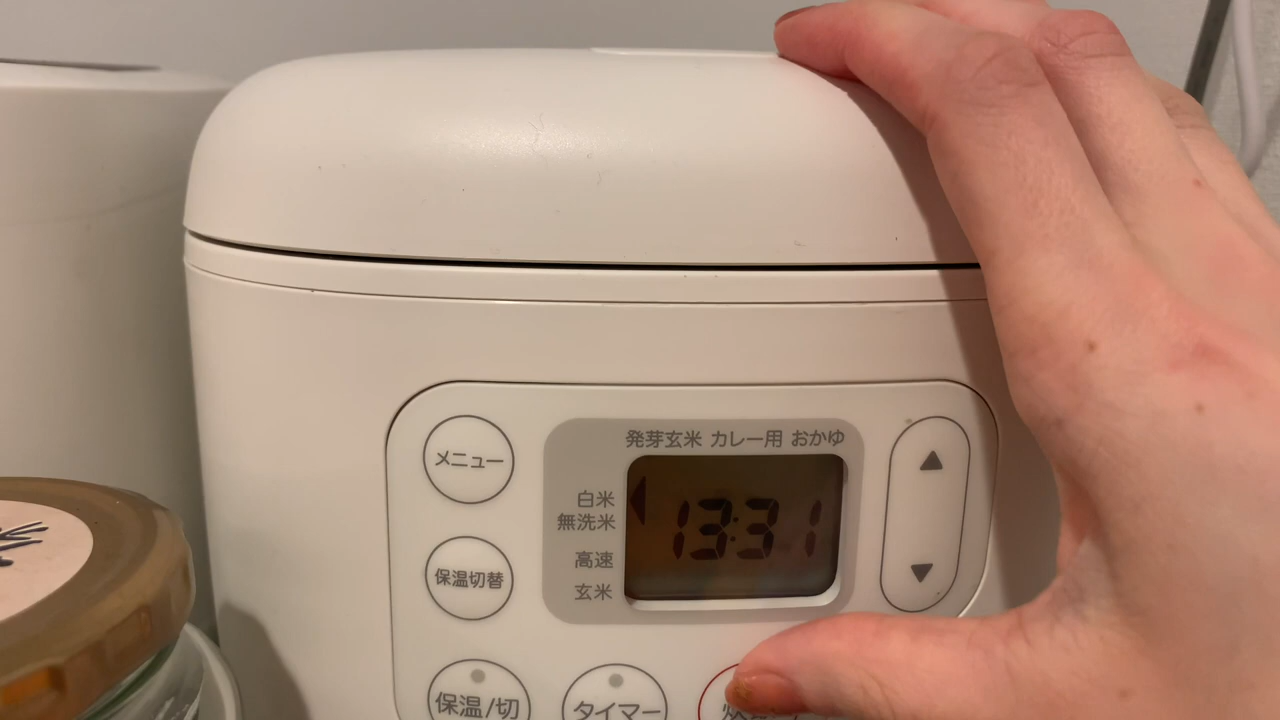 発芽玄米 カレー用 おかゆ
メニュー
白米
無洗米
13:31
高速
保温切替
玄米
保温/切
タイマー